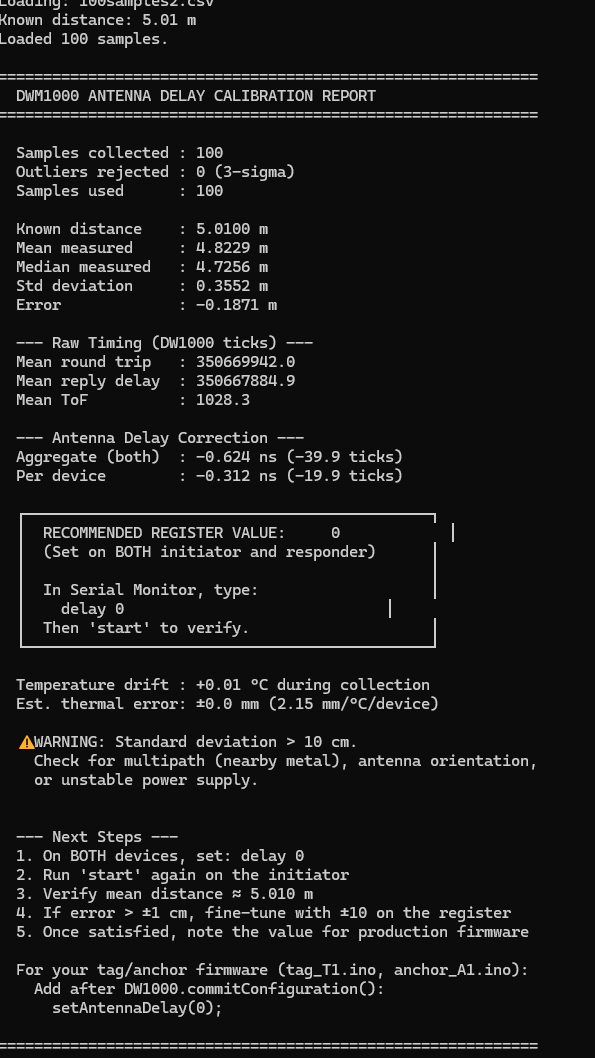 Loading: 100samples2.csv
Known distance: 5.01 m
Loaded 100 samples.
============================================================
DWM1000 ANTENNA DELAY CALIBRATION REPORT
============================================================
Samples collected : 100
Outliers rejected : 0 (3-sigma)
Samples used : 100
Known distance : 5.0100 m
Mean measured : 4.8229 m
Median measured : 4.7256 m
Std deviation : 0.3552 m
Error : -0.1871 m
--- Raw Timing (DW1000 ticks) ---
Mean round trip : 350669942.0
Mean reply delay : 350667884.9
Mean ToF : 1028.3
--- Antenna Delay Correction ---
Aggregate (both) : -0.624 ns (-39.9 ticks)
Per device : -0.312 ns (-19.9 ticks)
RECOMMENDED REGISTER VALUE: 0
(Set on BOTH initiator and responder)
In Serial Monitor, type:
delay 0
Then 'start' to verify.
Temperature drift : +0.01 °C during collection
Est. thermal error: ±0.0 mm (2.15 mm/°C/device)
⚠WARNING: Standard deviation > 10 cm.
Check for multipath (nearby metal), antenna orientation,
or unstable power supply.
--- Next Steps ---
1. On BOTH devices, set: delay 0
2. Run 'start' again on the initiator
3. Verify mean distance ≈ 5.010 m
4. If error > ±1 cm, fine-tune with ±10 on the register
5. Once satisfied, note the value for production firmware
For your tag/anchor firmware (tag_T1.ino, anchor_A1.ino):
Add after DW1000.commitConfiguration():
setAntennaDelay(0);
============================================================